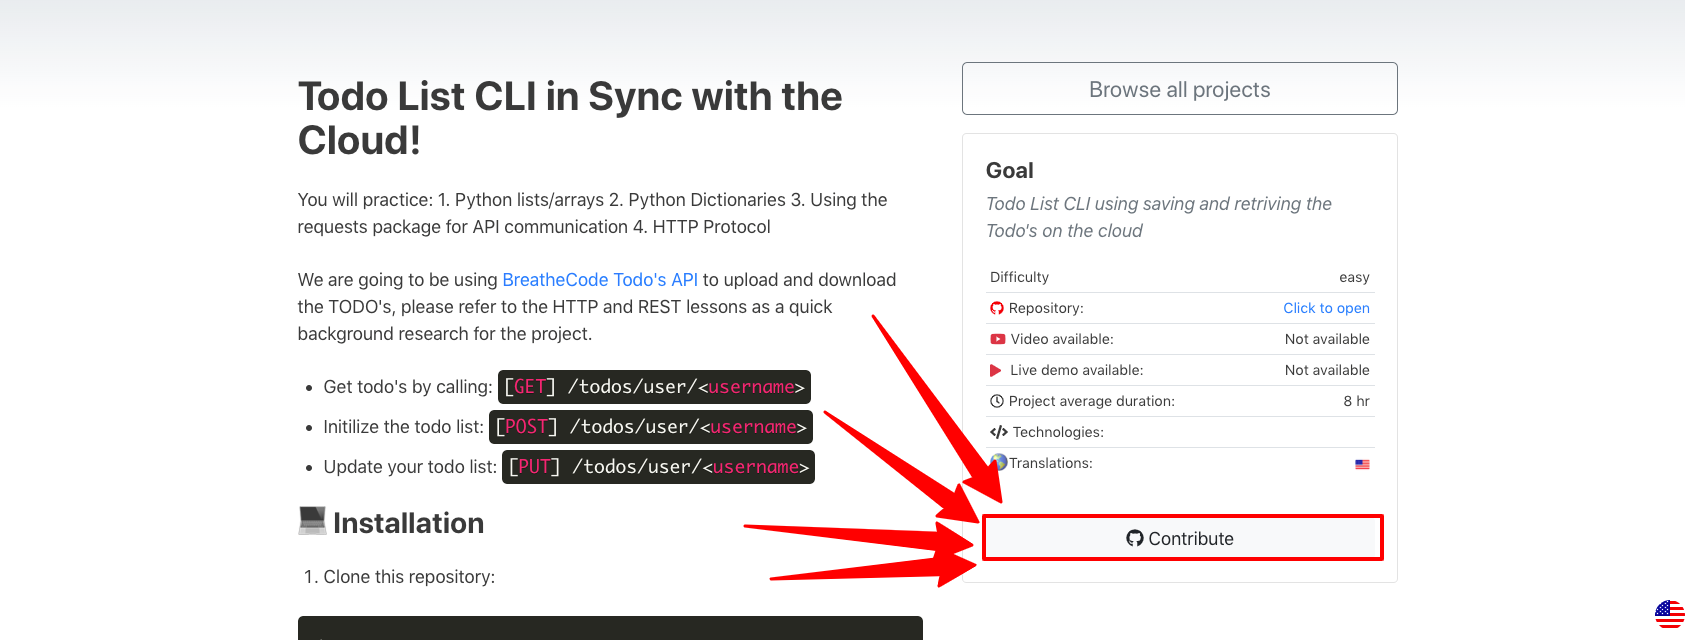 Todo List CLI in Sync with the
Cloud!
You will practice: 1. Python lists/arrays 2. Python Dictionaries 3. Using the
requests package for API communication 4. HTTP Protocol
We are going to be using BreatheCode Todo's API to upload and download
the TODO's, please refer to the HTTP and REST lessons as a quick
background research for the project.
• Get todo's by calling: [GET] /todos/user/<username>
• Initilize the todo list: [POST] /todos/user/<username>
• Update your todo list: [PUT] /todos/user/<username>
Installation
1. Clone this repository:
Browse all projects
Goal
Todo List CLI using saving and retriving the
Todo's on the cloud
Difficulty easy
Repository: Click to open
Video available: Not available
Live demo available: Not available
Project average duration: 8 hr
Technologies:
Translations:
Contribute